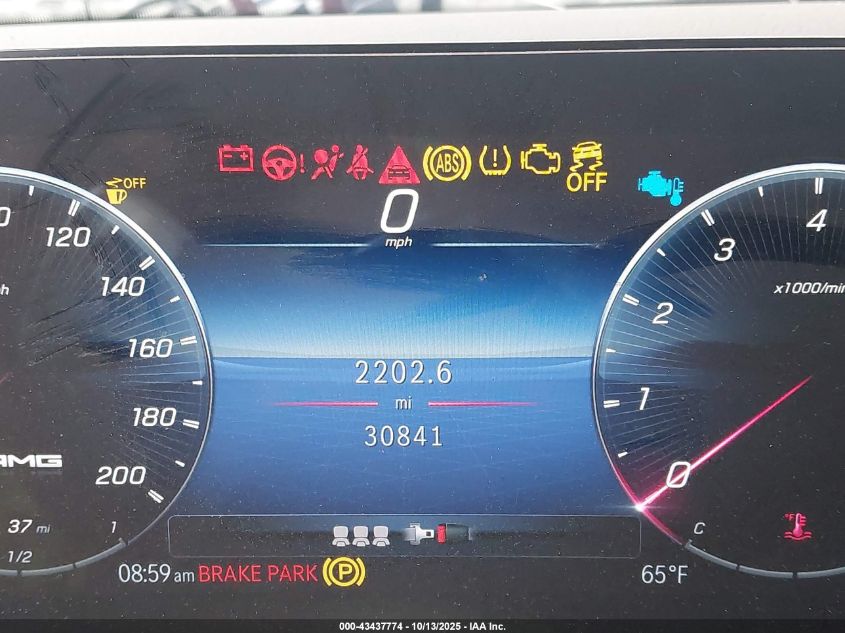 ABS
OFF
OFF
0
mph
120
140
160
180
200
AMG
37 mi
1
1/2
2202.6
mi
30841
4
3
2
1
0
x1000/min
C
°F
08:59 am BRAKE PARK (P)
65°F
000-43437774 - 10/13/2025 - IAA Inc.